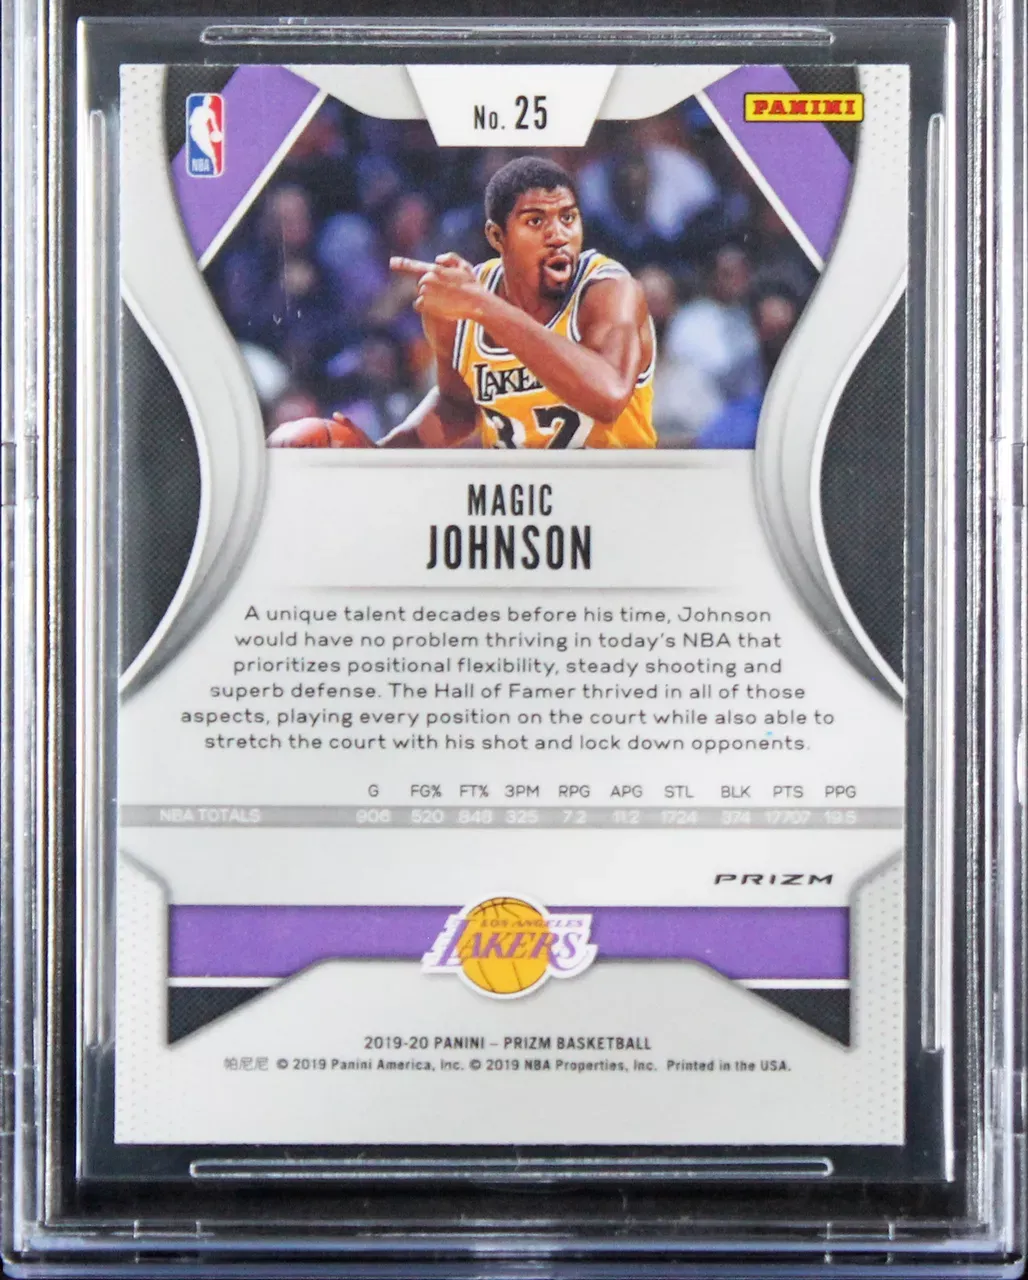 No. 25
NBA
PANINI
LAKE
32
MAGIC
JOHNSON
A unique talent decades before his time, Johnson
would have no problem thriving in today's NBA that
prioritizes positional flexibility, steady shooting and
superb defense. The Hall of Famer thrived in all of those
aspects, playing every position on the court while also able to
stretch the court with his shot and lock down opponents.
G FG% FT% 3PM RPG APG STL BLK PTS PPG
NBA TOTALS 906 .520 .848 325 7.2 11.2 1724 374 17707 19.5
PRIZM
LOS ANGELES
LAKERS
2019-20 PANINI – PRIZM BASKETBALL
帕尼尼 © 2019 Panini America, Inc. © 2019 NBA Properties, Inc. Printed in the USA.